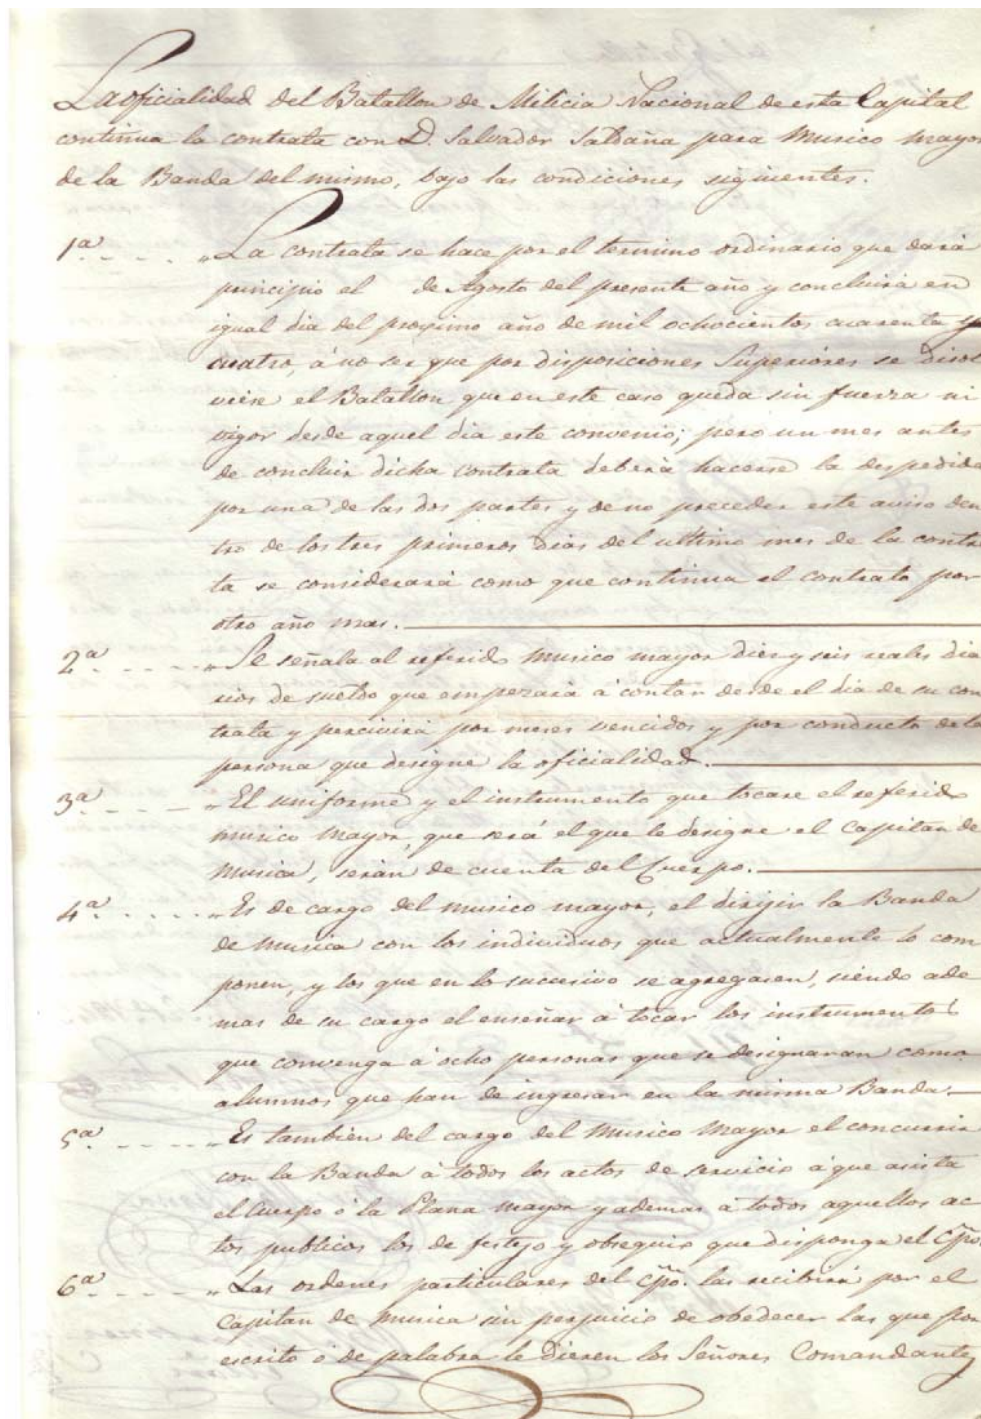 La oficialidad del Batallon de Milicia Nacional de esta Capital
continua la contrata con D. Salvador Saldaña para Musico mayor
de la Banda del mismo, bajo las condiciones siguientes.
1ª - - - - „La contrata se hace por el termino ordinario que dará
principio el de Agosto del presente año y concluirá en
igual dia del proximo año de mil ochocientos cuarenta y
cuatro, á no ser que por disposiciones Superiores se disol
viese el Batallon que en este caso queda sin fuerza ni
vigor desde aquel dia este convenio; pero un mes antes
de concluir dicha contrata deberá hacerse la despedida
por una de las dos partes y de no preceder este aviso den
tro de los tres primeros dias del ultimo mes de la contra
ta se considerará como que continua el contrato por
otro año mas.
2ª - - - - „Se señala al referido musico mayor diez y seis reales dia
rios de sueldo que empezará á contar desde el dia de su con
trata y percivirá por meses vencidos y por conducto de la
persona que designe la oficialidad.
3ª - - - - „El uniforme y el instrumento que tocare el referido
musico mayor, que será el que le designe el Capitan de
Musica, serán de cuenta del Cuerpo.
4ª - - - - „Es de cargo del musico mayor, el dirijir la Banda
de musica con los individuos que actualmente lo com
ponen, y los que en lo succesivo se agregasen, siendo ade
mas de su cargo el enseñar á tocar los instrumentos
que convenga á ocho personas que se designaran como
alumnos que han de ingresar en la misma Banda.
5ª - - - - „Es tambien del cargo del Musico Mayor el concurrir
con la Banda á todos los actos de servicio á que asista
el Cuerpo ó la Plana mayor y ademas á todos aquellos ac
tos publicos los de festejo y obsequio que disponga el Cpõ.
6ª - - - - „Las ordenes particulares del Cpõ. las recibirá por el
Capitan de musica sin perjuicio de obedecer las que por
escrito ó de palabra le dieren los Señores Comandantes